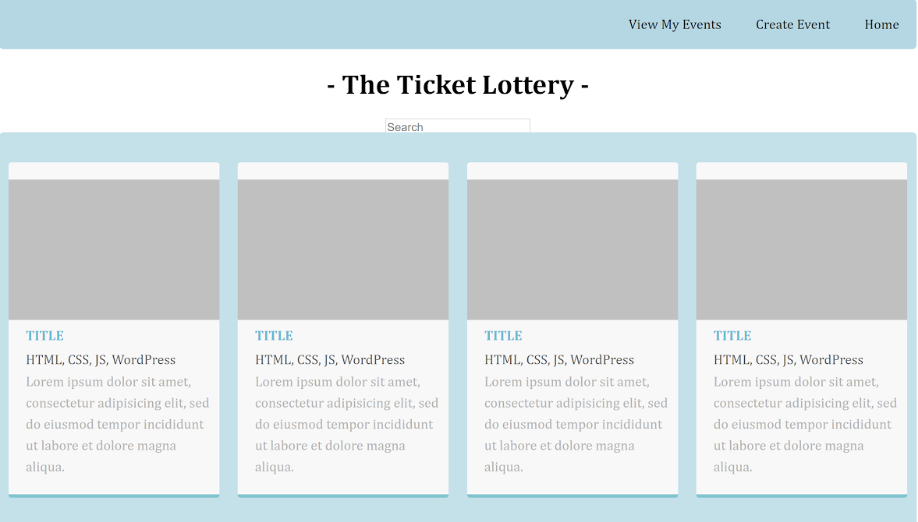 View My Events Create Event Home
- The Ticket Lottery -
Search
TITLE
HTML, CSS, JS, WordPress
Lorem ipsum dolor sit amet,
consectetur adipisicing elit, sed
do eiusmod tempor incididunt
ut labore et dolore magna
aliqua.
TITLE
HTML, CSS, JS, WordPress
Lorem ipsum dolor sit amet,
consectetur adipisicing elit, sed
do eiusmod tempor incididunt
ut labore et dolore magna
aliqua.
TITLE
HTML, CSS, JS, WordPress
Lorem ipsum dolor sit amet,
consectetur adipisicing elit, sed
do eiusmod tempor incididunt
ut labore et dolore magna
aliqua.
TITLE
HTML, CSS, JS, WordPress
Lorem ipsum dolor sit amet,
consectetur adipisicing elit, sed
do eiusmod tempor incididunt
ut labore et dolore magna
aliqua.